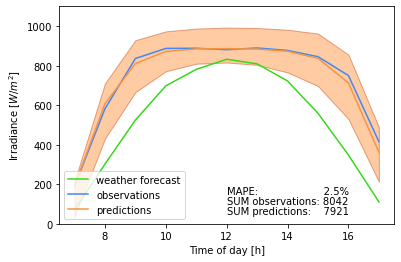 1000
800
600
400
200
0
Irradiance [W/m²]
weather forecast
observations
predictions
MAPE: 2.5%
SUM observations: 8042
SUM predictions: 7921
8 10 12 14 16
Time of day [h]